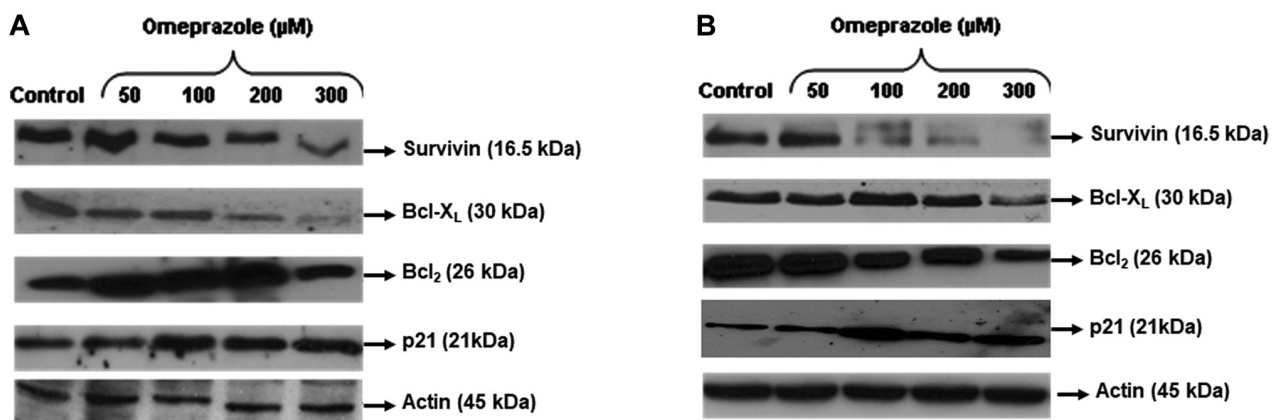 A
Omeprazole (µM)
Control 50 100 200 300
Survivin (16.5 kDa)
Bcl-XL (30 kDa)
Bcl2 (26 kDa)
p21 (21kDa)
Actin (45 kDa)
B
Omeprazole (µM)
Control 50 100 200 300
Survivin (16.5 kDa)
Bcl-XL (30 kDa)
Bcl2 (26 kDa)
p21 (21kDa)
Actin (45 kDa)